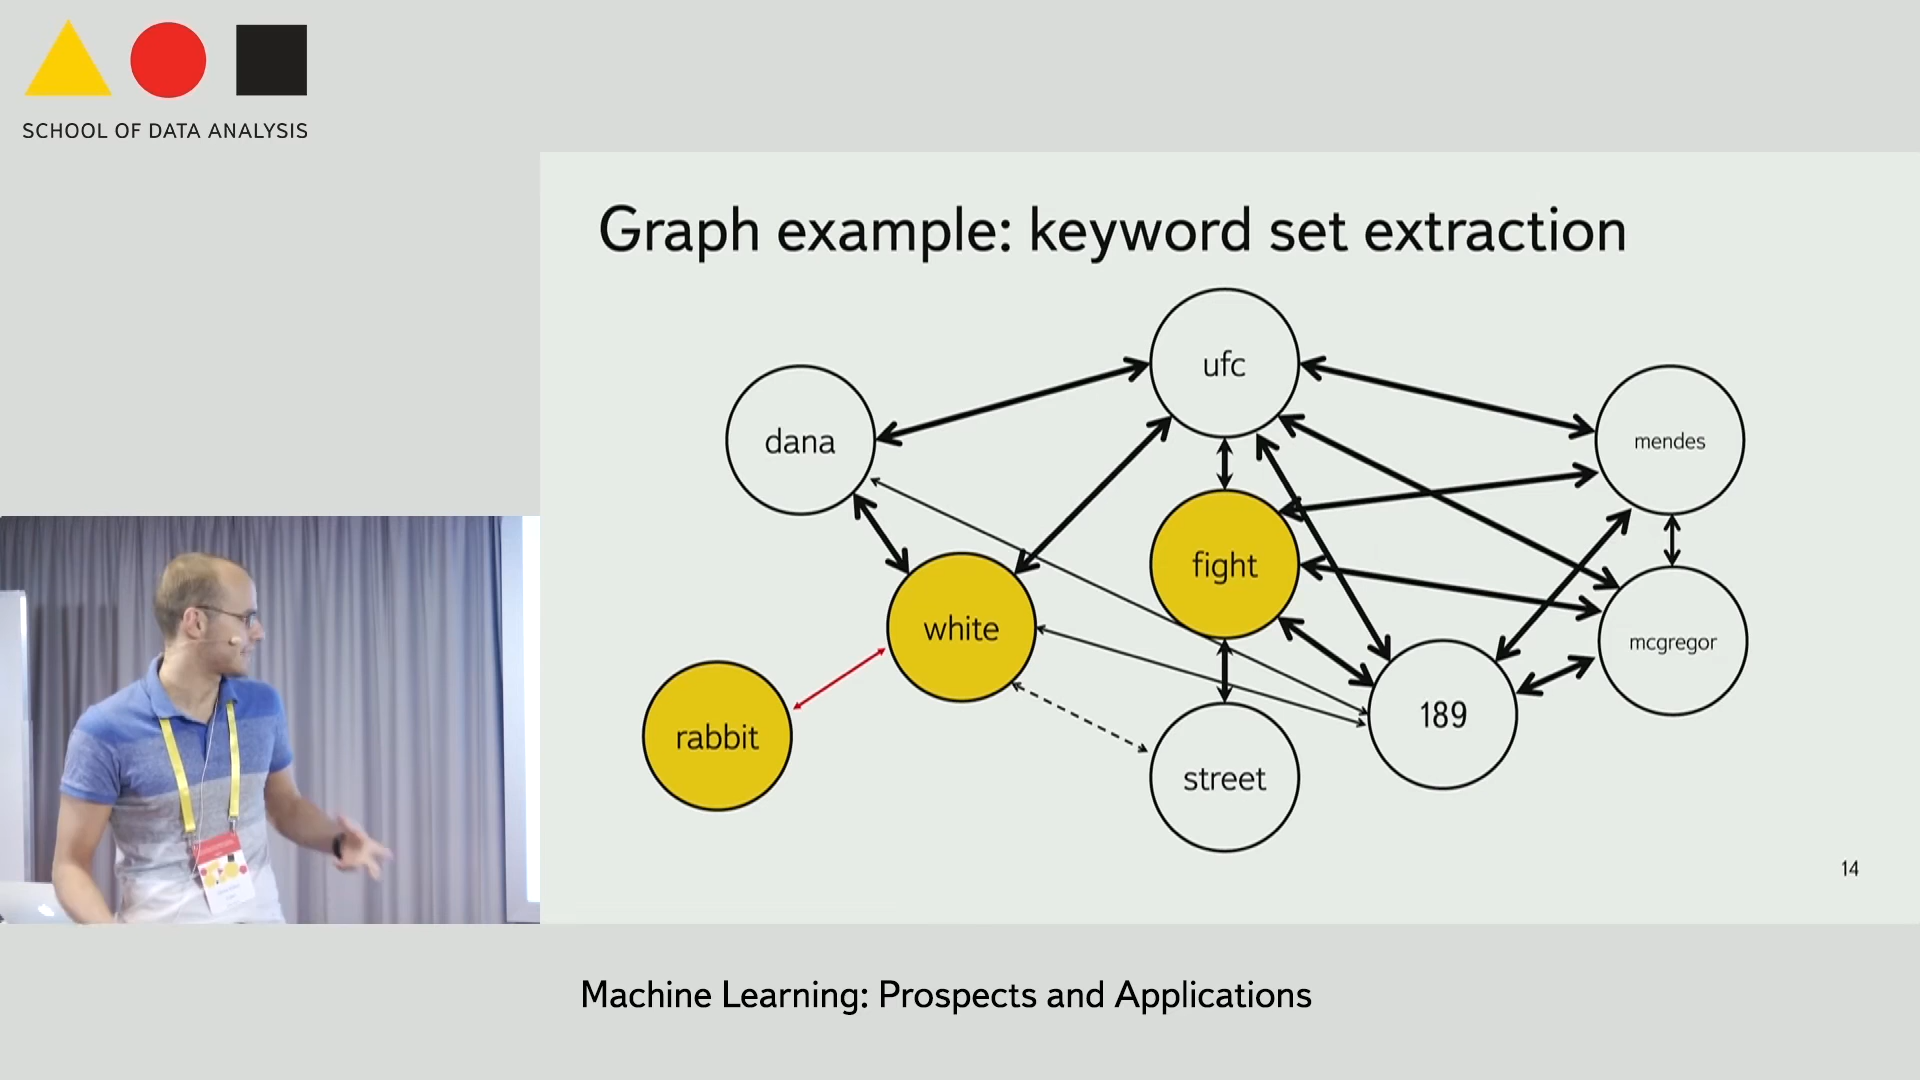 SCHOOL OF DATA ANALYSIS
Graph example: keyword set extraction
ufc
dana
mendes
fight
white
mcgregor
189
rabbit
street
14
Machine Learning: Prospects and Applications